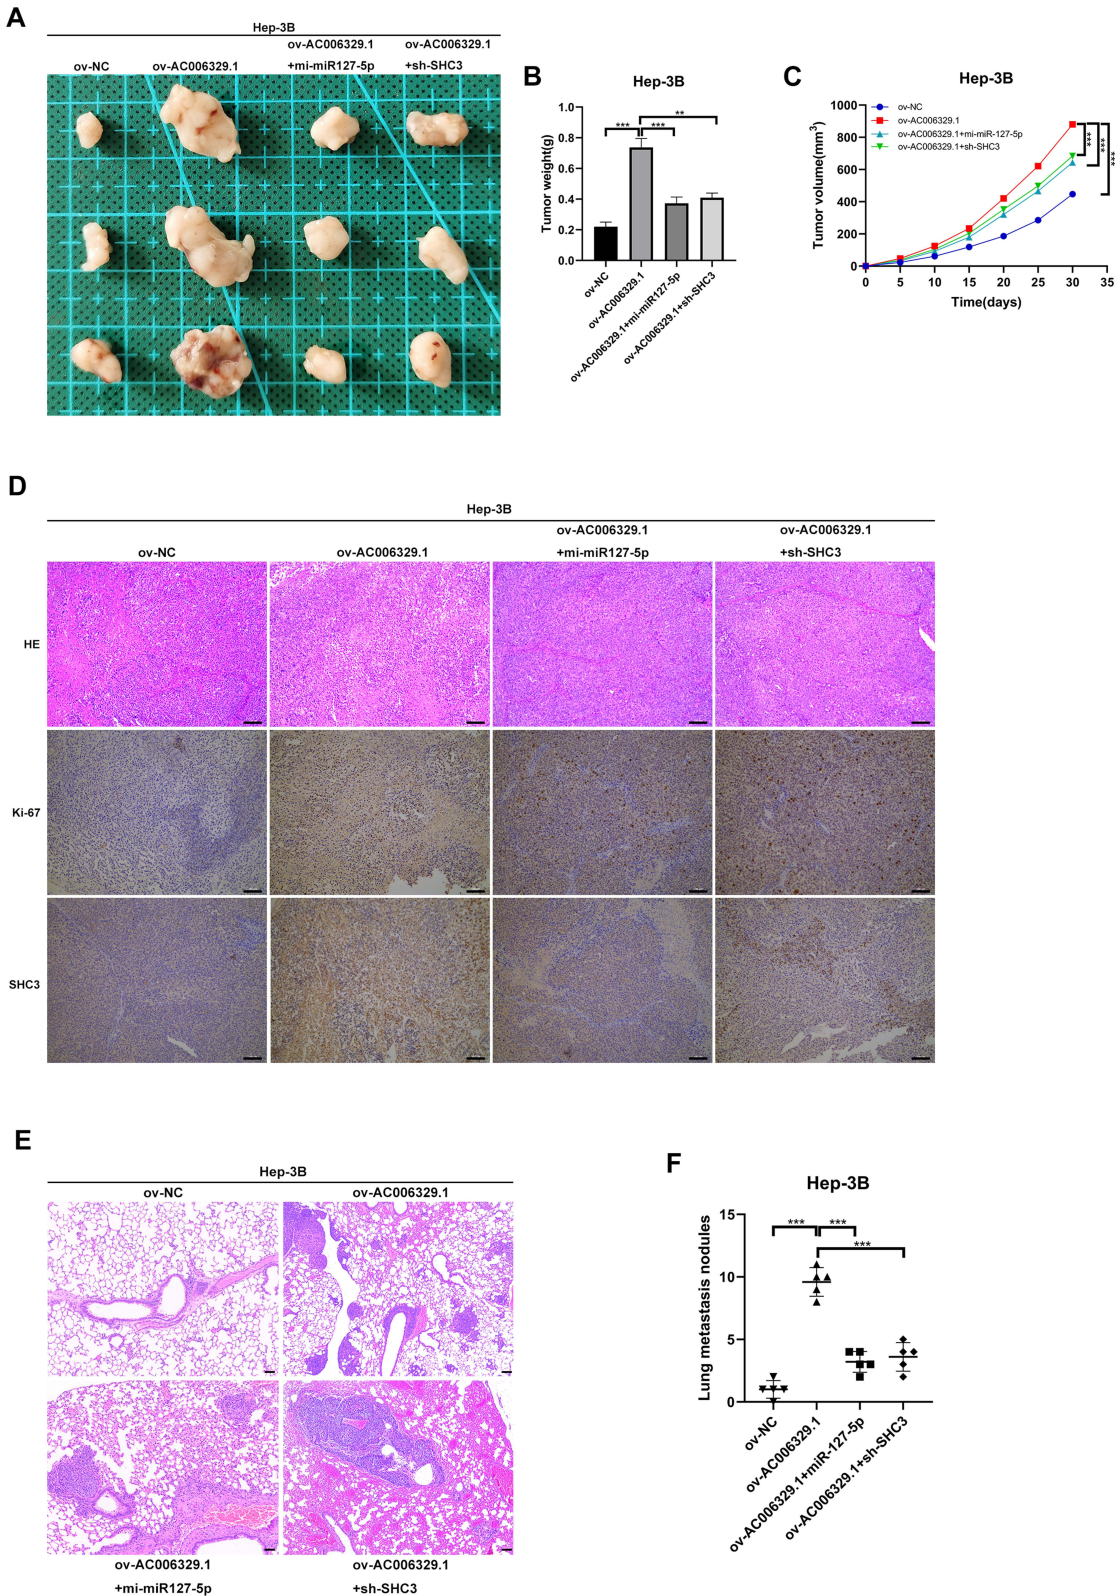 A
Hep-3B
ov-NC
ov-AC006329.1
ov-AC006329.1
+mi-miR127-5p
ov-AC006329.1
+sh-SHC3
B
Hep-3B
Tumor weight(g)
1.0
0.8
0.6
0.4
0.2
0.0
***
***
**
ov-NC
ov-AC006329.1
ov-AC006329.1+mi-miR127-5p
ov-AC006329.1+sh-SHC3
C
Hep-3B
Tumor volume(mm3)
1000
800
600
400
200
0
ov-NC
ov-AC006329.1
ov-AC006329.1+mi-miR-127-5p
ov-AC006329.1+sh-SHC3
***
***
***
0 5 10 15 20 25 30 35
Time(days)
D
Hep-3B
ov-NC
ov-AC006329.1
ov-AC006329.1
+mi-miR127-5p
ov-AC006329.1
+sh-SHC3
HE
Ki-67
SHC3
E
Hep-3B
ov-NC
ov-AC006329.1
ov-AC006329.1
+mi-miR127-5p
ov-AC006329.1
+sh-SHC3
F
Hep-3B
Lung metastasis nodules
15
10
5
0
***
***
***
ov-NC
ov-AC006329.1
ov-AC006329.1+miR-127-5p
ov-AC006329.1+sh-SHC3